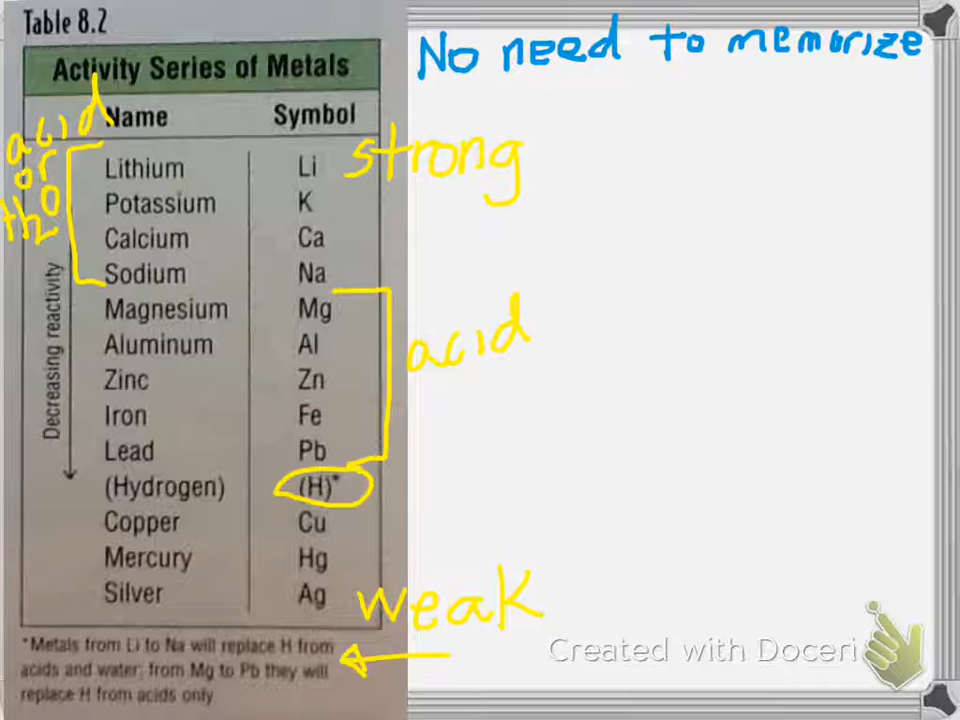 Table 8.2
No need to memorize
Activity Series of Metals
Name Symbol
acid
or
H2O
strong
Lithium Li
Potassium K
Calcium Ca
Sodium Na
Magnesium Mg
Aluminum Al
Zinc Zn
Iron Fe
Lead Pb
(Hydrogen) (H)*
Copper Cu
Mercury Hg
Silver Ag
Decreasing reactivity
acid
weak
*Metals from Li to Na will replace H from
acids and water; from Mg to Pb they will
replace H from acids only
Created with Doceri